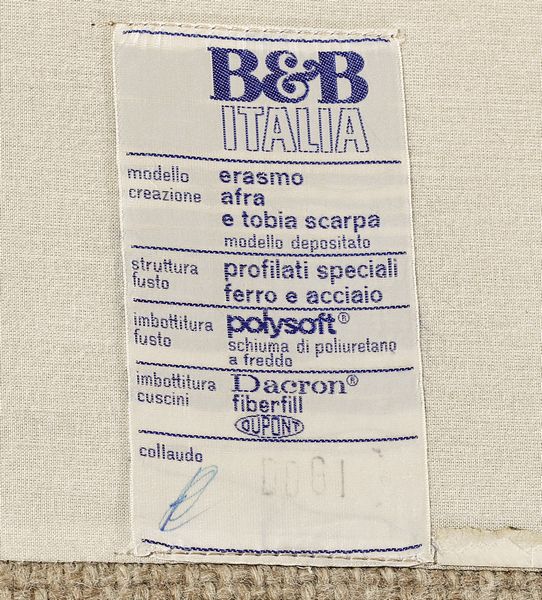 B&B
ITALIA
modello erasmo
creazione afra
e tobia scarpa
modello depositato
struttura profilati speciali
fusto ferro e acciaio
imbottitura polysoft®
fusto schiuma di poliuretano
a freddo
imbottitura Dacron®
cuscini fiberfill
DUPONT
collaudo